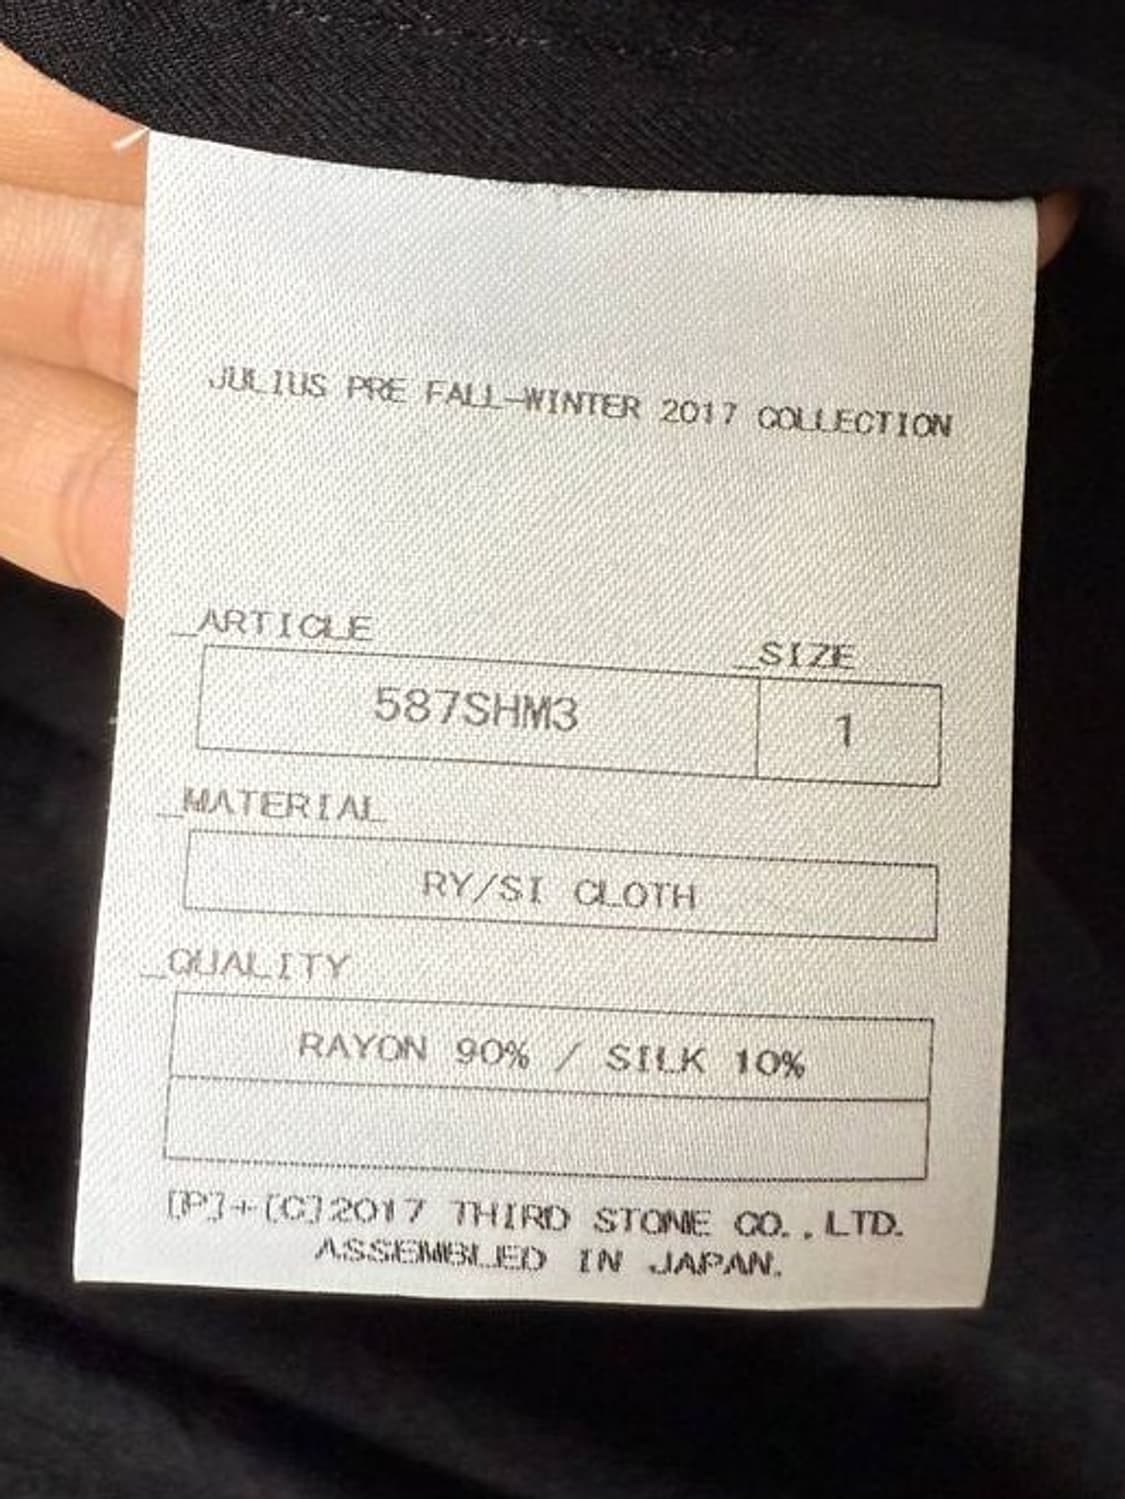 JULIUS PRE FALL-WINTER 2017 COLLECTION
_ARTICLE
_SIZE
587SHM3
1
_MATERIAL
RY/SI CLOTH
_QUALITY
RAYON 90% / SILK 10%
[P]+[C]2017 THIRD STONE CO.,LTD.
ASSEMBLED IN JAPAN.